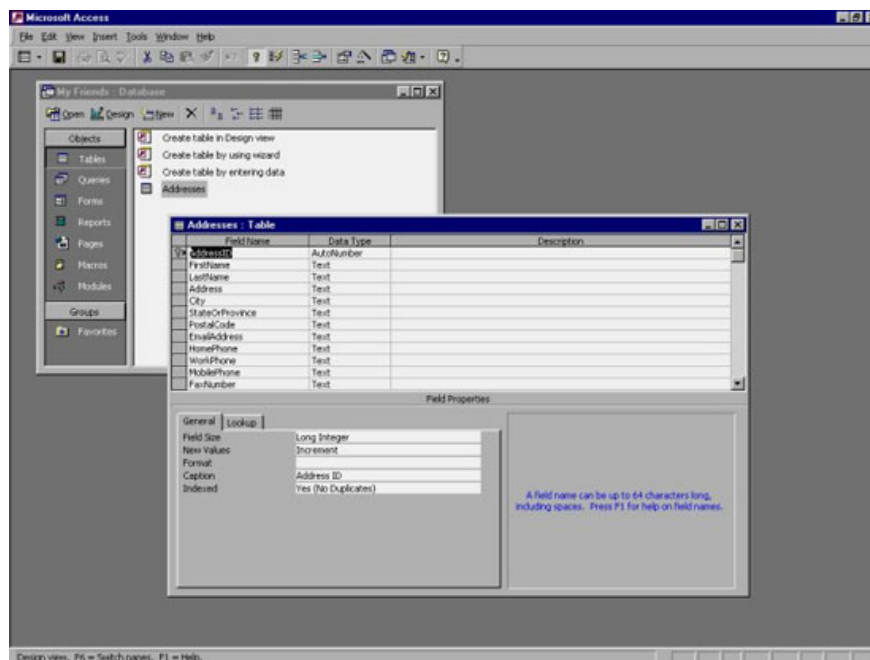 Microsoft Access
File Edit View Insert Tools Window Help
My Friends : Database
Open Design New
Objects
Tables
Queries
Forms
Reports
Pages
Macros
Modules
Groups
Favorites
Create table in Design view
Create table by using wizard
Create table by entering data
Addresses
Addresses : Table
Field Name Data Type Description
AddressID AutoNumber
FirstName Text
LastName Text
Address Text
City Text
StateOrProvince Text
PostalCode Text
EmailAddress Text
HomePhone Text
WorkPhone Text
MobilePhone Text
FaxNumber Text
Field Properties
General Lookup
Field Size Long Integer
New Values Increment
Format
Caption Address ID
Indexed Yes (No Duplicates)
A field name can be up to 64 characters long,
including spaces. Press F1 for help on field names.
Design view. F6 = Switch panes. F1 = Help.